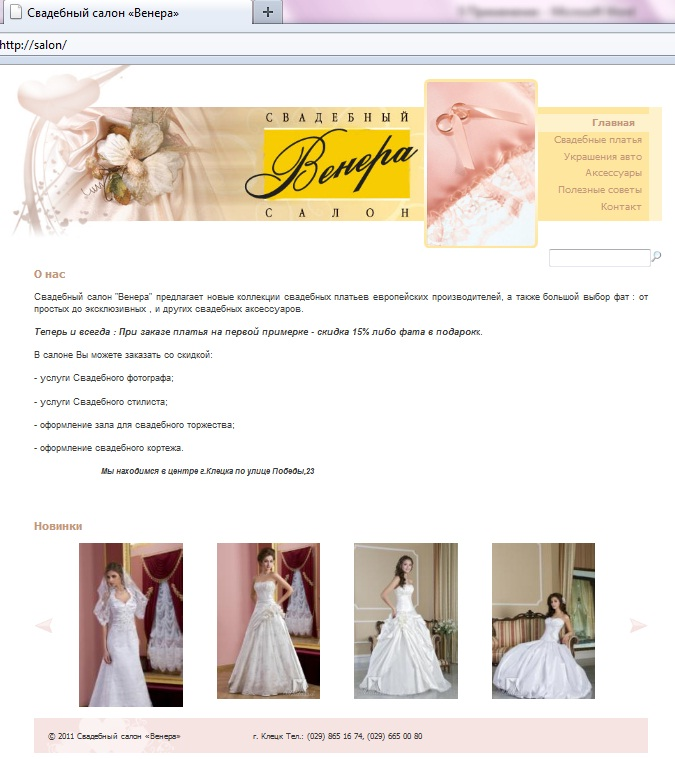 Свадебный салон «Венера»
http://salon/
СВАДЕБНЫЙ
Венера
САЛОН
Главная
Свадебные платья
Украшения авто
Аксессуары
Полезные советы
Контакт
О нас
Свадебный салон "Венера" предлагает новые коллекции свадебных платьев европейских производителей, а также большой выбор фат : от
простых до эксклюзивных , и других свадебных аксессуаров.
Теперь и всегда : При заказе платья на первой примерке - скидка 15% либо фата в подарокк.
В салоне Вы можете заказать со скидкой:
- услуги Свадебного фотографа;
- услуги Свадебного стилиста;
- оформление зала для свадебного торжества;
- оформление свадебного кортежа.
Мы находимся в центре г.Клецка по улице Победы,23
Новинки
© 2011 Свадебный салон «Венера»
г. Клецк Тел.: (029) 865 16 74, (029) 665 00 80